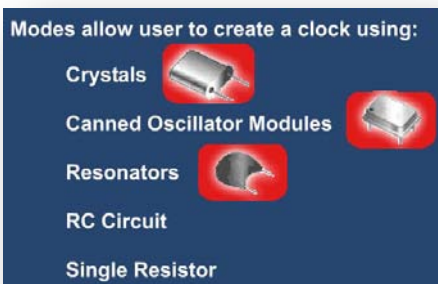 Modes allow user to create a clock using:
Crystals
Canned Oscillator Modules
Resonators
RC Circuit
Single Resistor